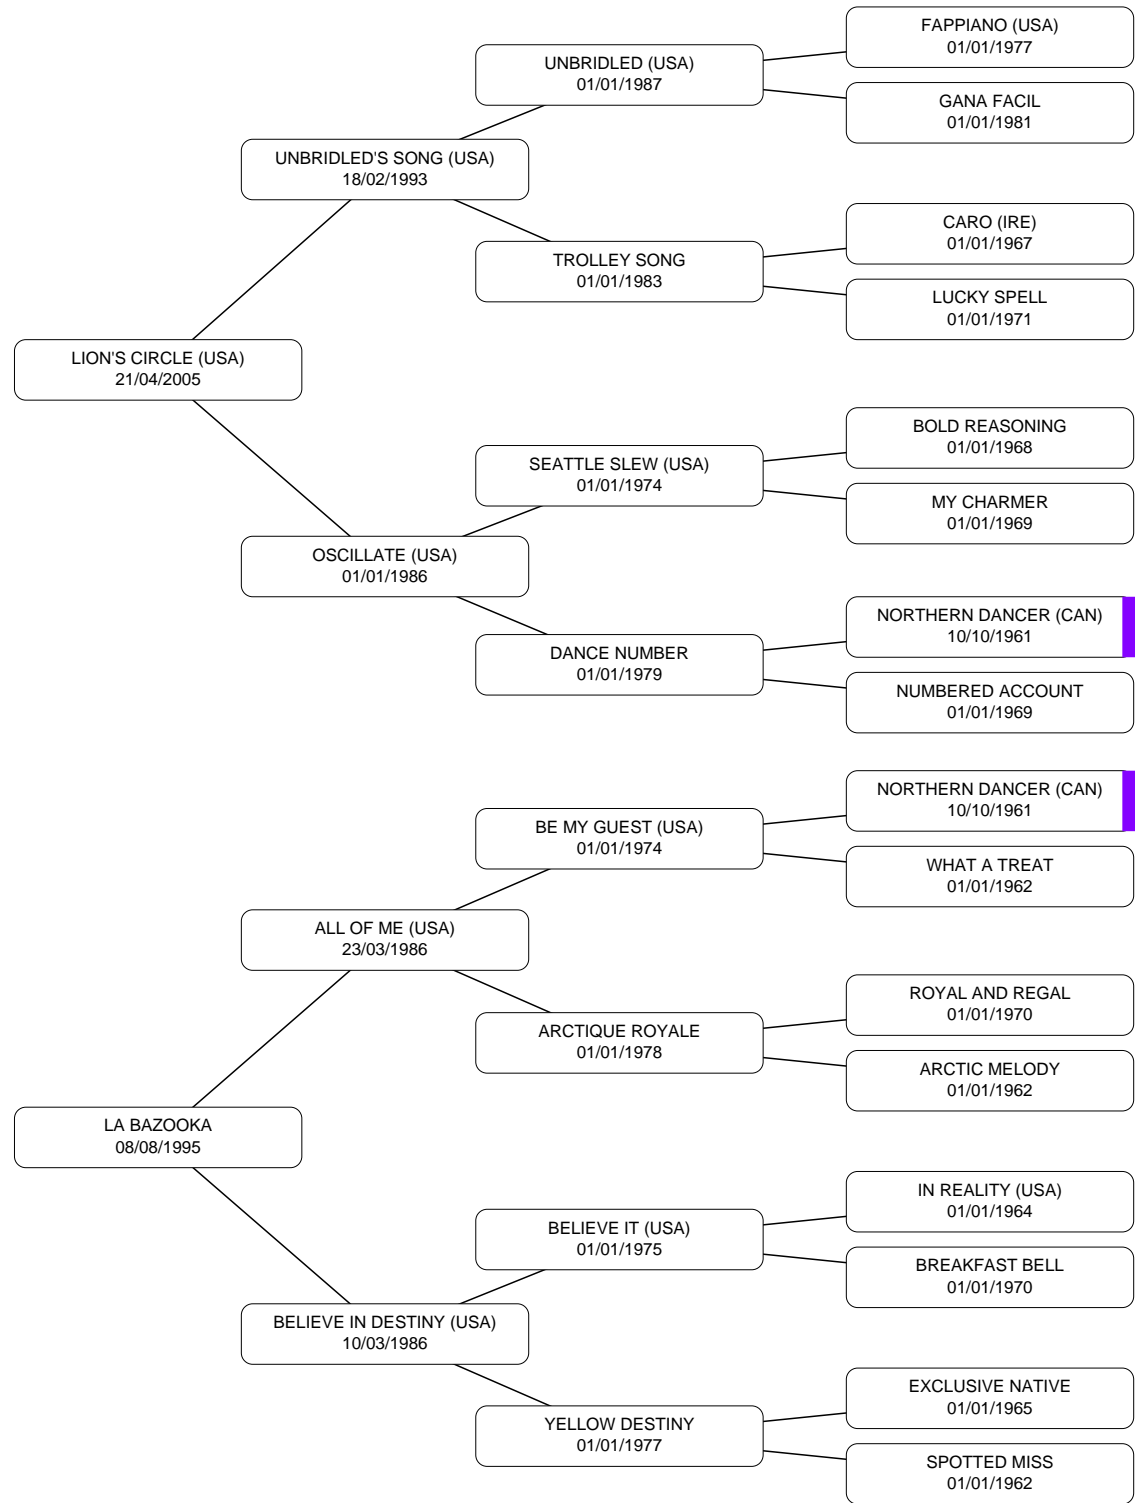 FAPPIANO (USA)
01/01/1977
UNBRIDLED (USA)
01/01/1987
GANA FACIL
01/01/1981
UNBRIDLED'S SONG (USA)
18/02/1993
CARO (IRE)
01/01/1967
TROLLEY SONG
01/01/1983
LUCKY SPELL
01/01/1971
LION'S CIRCLE (USA)
21/04/2005
BOLD REASONING
01/01/1968
SEATTLE SLEW (USA)
01/01/1974
MY CHARMER
01/01/1969
OSCILLATE (USA)
01/01/1986
NORTHERN DANCER (CAN)
10/10/1961
DANCE NUMBER
01/01/1979
NUMBERED ACCOUNT
01/01/1969
NORTHERN DANCER (CAN)
10/10/1961
BE MY GUEST (USA)
01/01/1974
WHAT A TREAT
01/01/1962
ALL OF ME (USA)
23/03/1986
ROYAL AND REGAL
01/01/1970
ARCTIQUE ROYALE
01/01/1978
ARCTIC MELODY
01/01/1962
LA BAZOOKA
08/08/1995
IN REALITY (USA)
01/01/1964
BELIEVE IT (USA)
01/01/1975
BREAKFAST BELL
01/01/1970
BELIEVE IN DESTINY (USA)
10/03/1986
EXCLUSIVE NATIVE
01/01/1965
YELLOW DESTINY
01/01/1977
SPOTTED MISS
01/01/1962